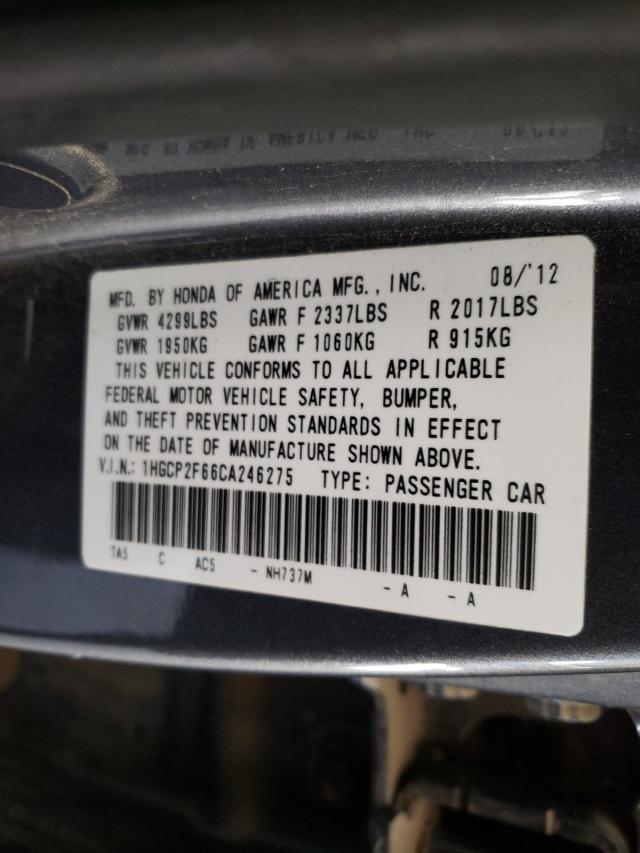 MFD. BY HONDA OF AMERICA MFG., INC. 08/'12
GVWR 4299LBS GAWR F 2337LBS R 2017LBS
GVWR 1950KG GAWR F 1060KG R 915KG
THIS VEHICLE CONFORMS TO ALL APPLICABLE
FEDERAL MOTOR VEHICLE SAFETY, BUMPER,
AND THEFT PREVENTION STANDARDS IN EFFECT
ON THE DATE OF MANUFACTURE SHOWN ABOVE.
V.I.N.: 1HGCP2F66CA246275 TYPE: PASSENGER CAR
TA5 C AC5 - NH737M - A - A